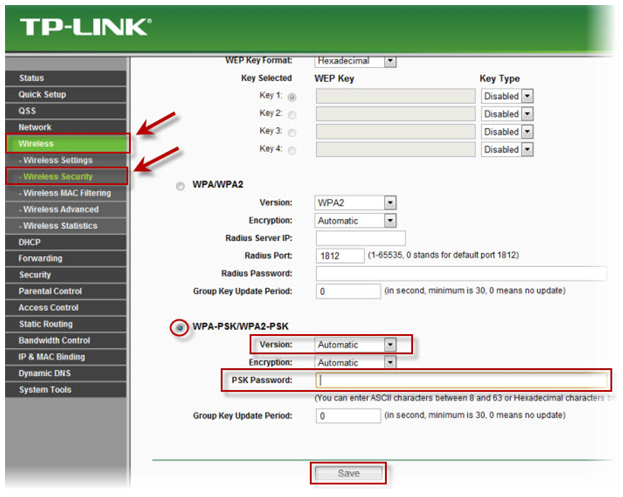 TP-LINK®
Status
Quick Setup
QSS
Network
Wireless
- Wireless Settings
- Wireless Security
- Wireless MAC Filtering
- Wireless Advanced
- Wireless Statistics
DHCP
Forwarding
Security
Parental Control
Access Control
Static Routing
Bandwidth Control
IP & MAC Binding
Dynamic DNS
System Tools
WEP Key Format: Hexadecimal
Key Selected WEP Key Key Type
Key 1: Disabled
Key 2: Disabled
Key 3: Disabled
Key 4: Disabled
WPA/WPA2
Version: WPA2
Encryption: Automatic
Radius Server IP:
Radius Port: 1812 (1-65535, 0 stands for default port 1812)
Radius Password:
Group Key Update Period: 0 (in second, minimum is 30, 0 means no update)
WPA-PSK/WPA2-PSK
Version: Automatic
Encryption: Automatic
PSK Password:
(You can enter ASCII characters between 8 and 63 or Hexadecimal characters
Group Key Update Period: 0 (in second, minimum is 30, 0 means no update)
Save